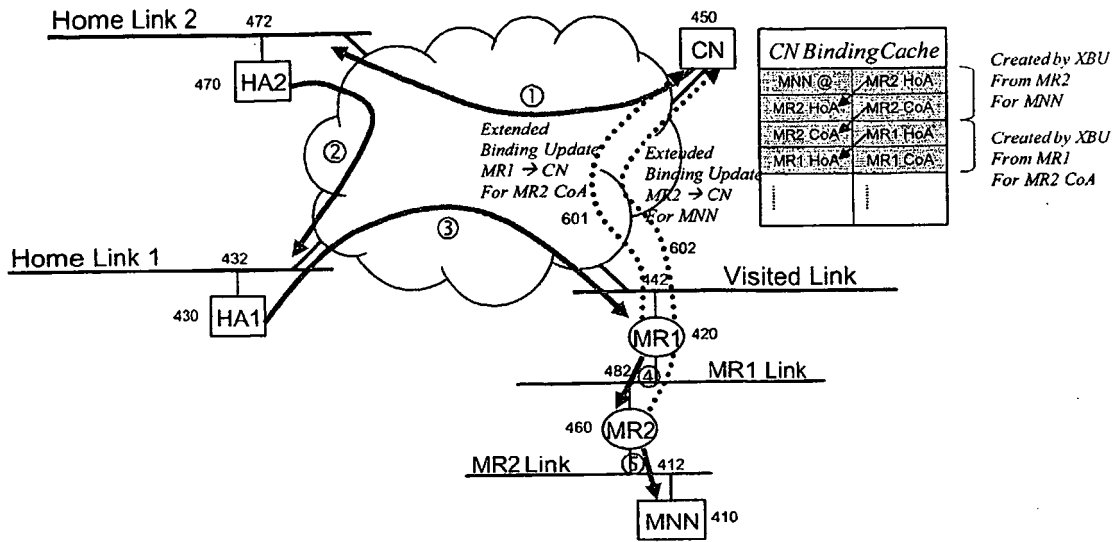 Home Link 2
472
HA2
470
450
CN
①
②
③
Extended
Binding Update
MR1 → CN
For MR2 CoA
Extended
Binding Update
MR2 → CN
For MNN
601
602
CN Binding Cache
MNN @ MR2 HoA
MR2 HoA MR2 CoA
MR2 CoA MR1 HoA
MR1 HoA MR1 CoA
Created by XBU
From MR2
For MNN
Created by XBU
From MR1
For MR2 CoA
Home Link 1
432
430
HA1
442
Visited Link
MR1
420
482
④
MR1 Link
460
MR2
MR2 Link
⑤
412
MNN
410